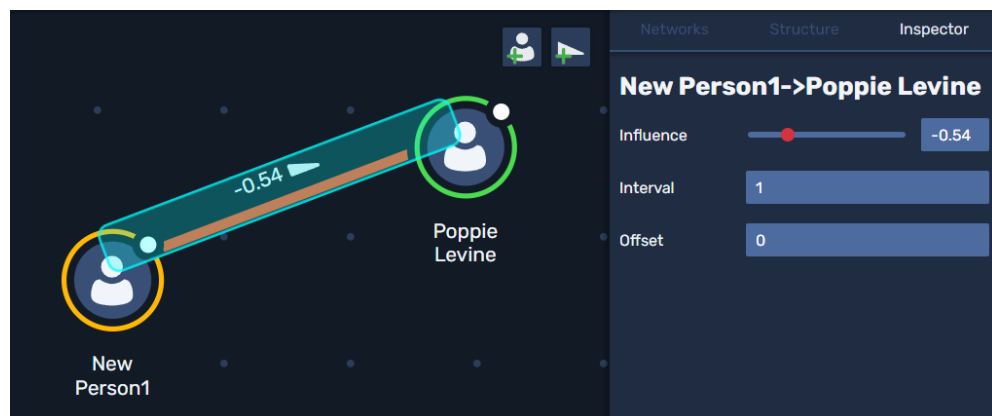 Networks
Structure
Inspector
New Person1->Poppie Levine
Influence
-0.54
Interval
1
Offset
0
-0.54
Poppie
Levine
New
Person1